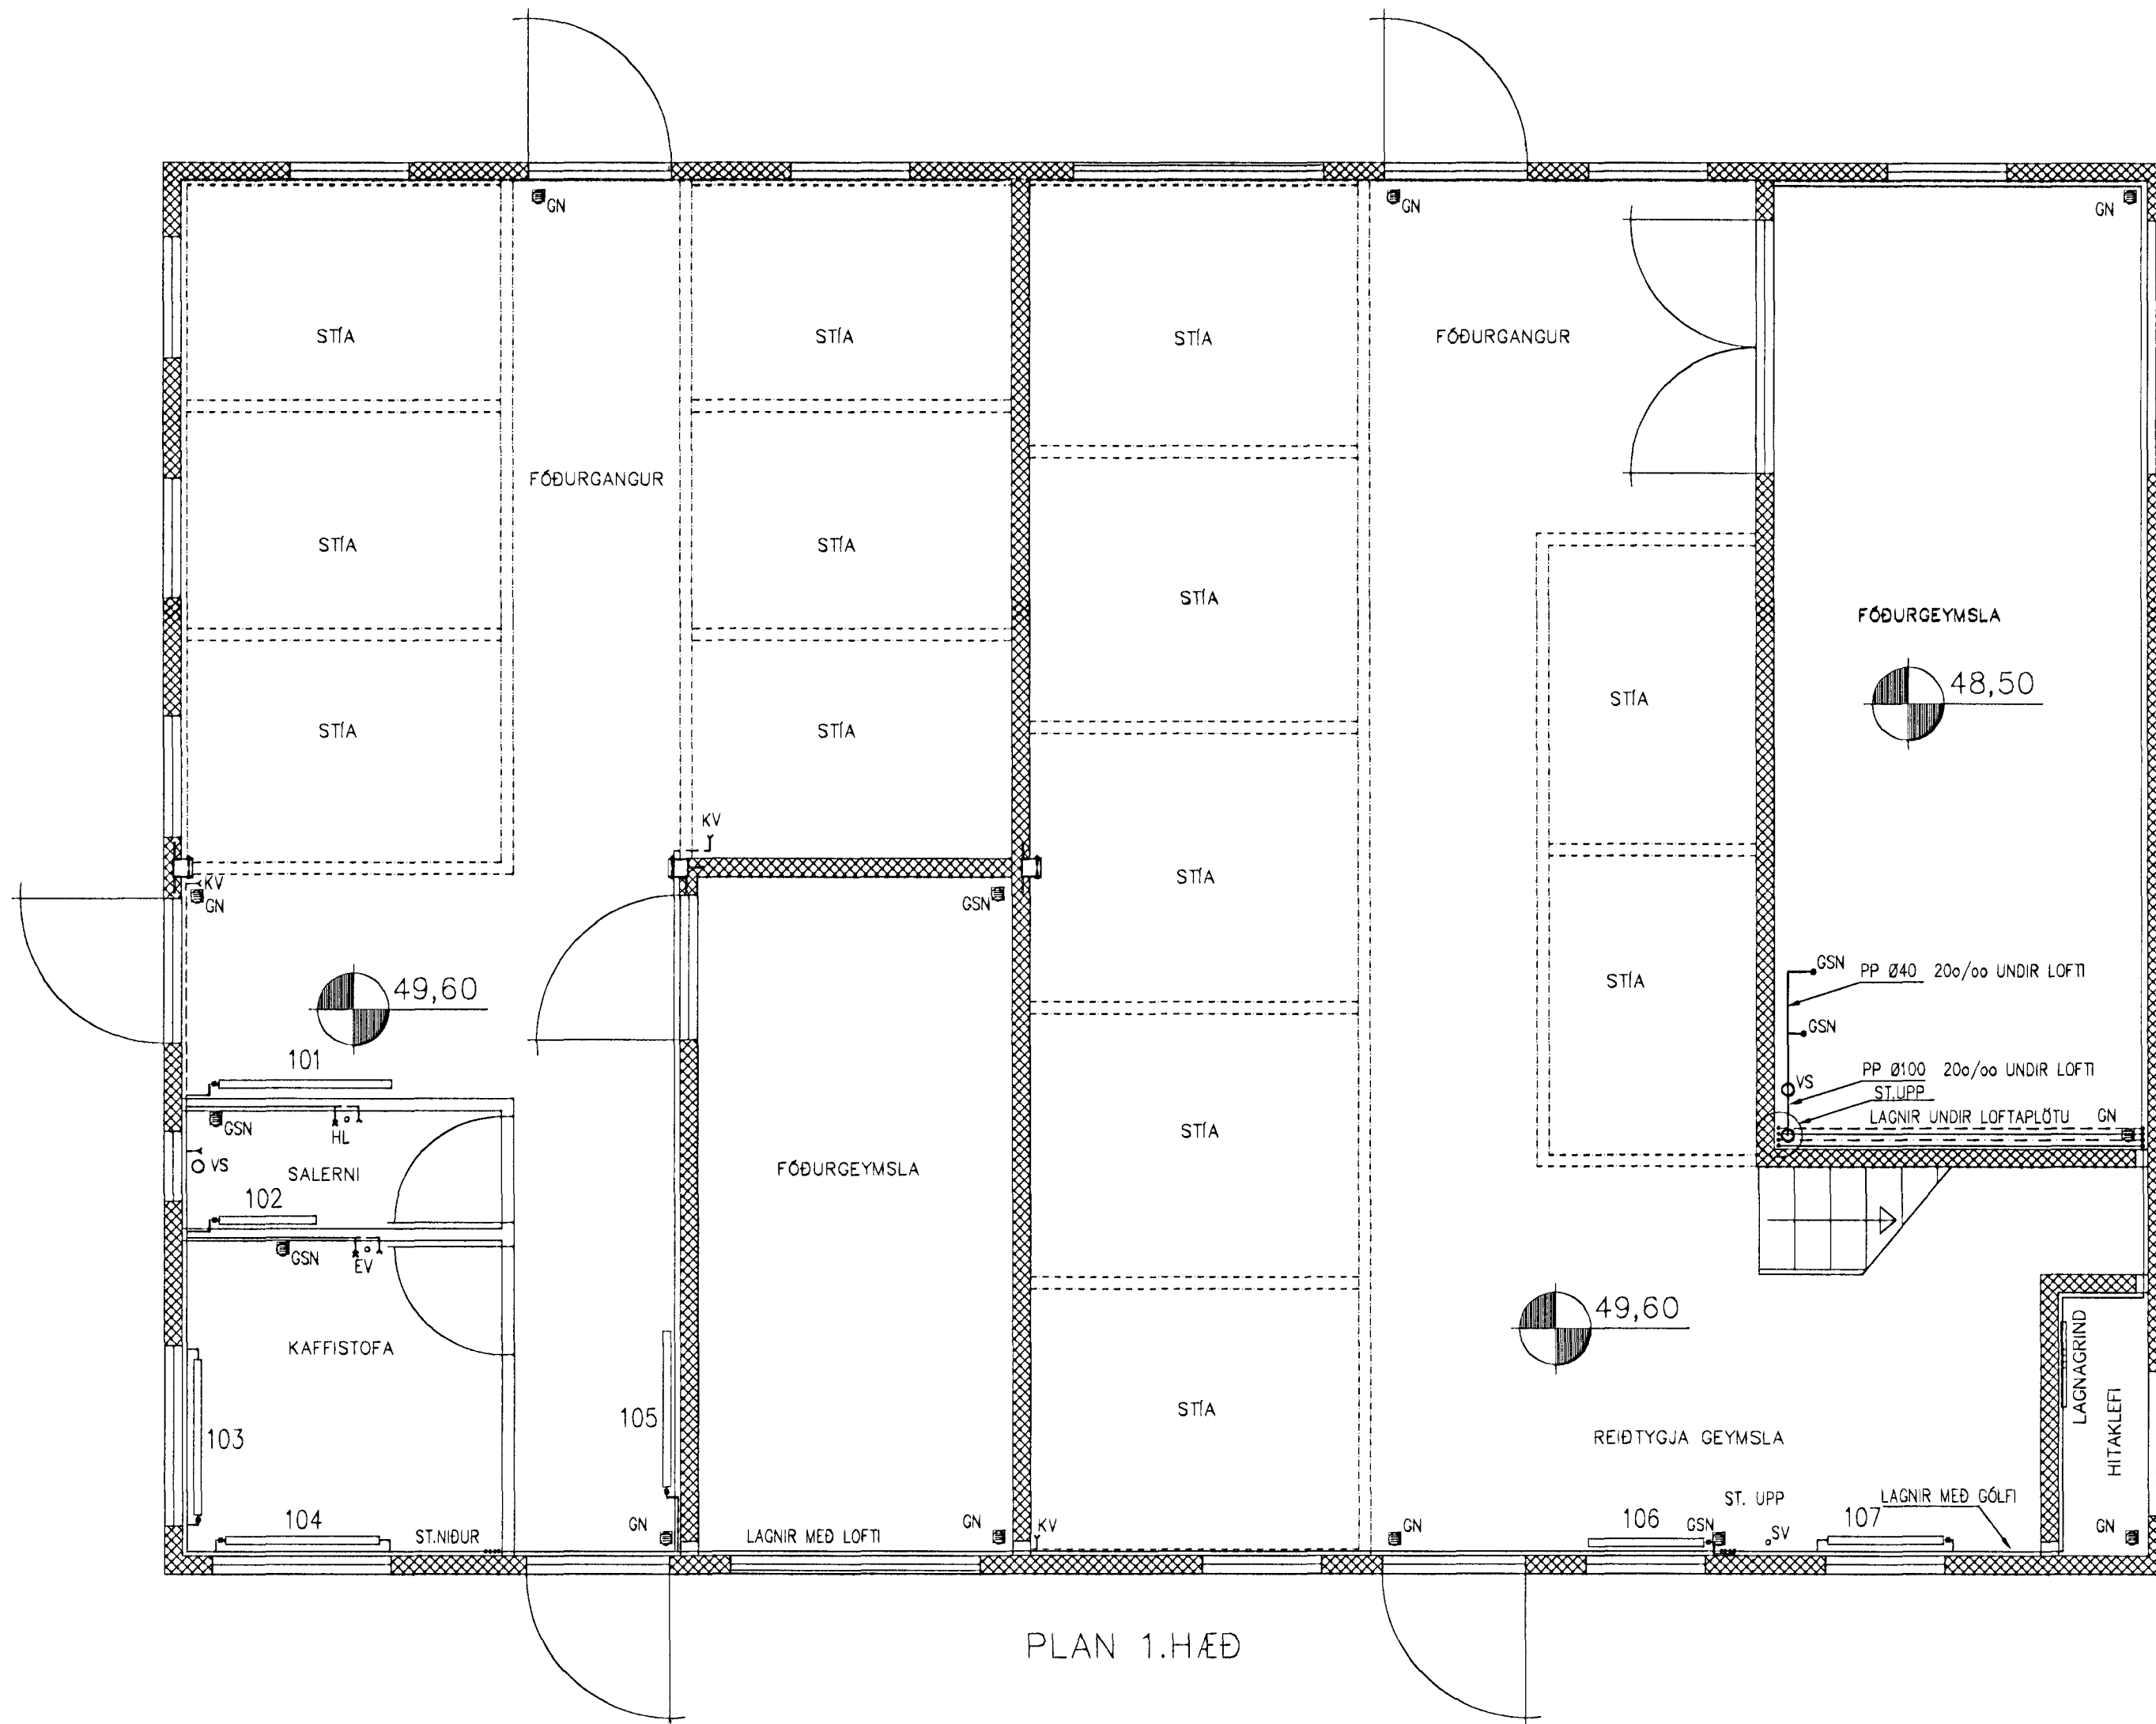 GN
GN
GN
STÍA
STÍA
STÍA
FÓÐURGANGUR
FÓÐURGANGUR
STÍA
STÍA
STÍA
FÓÐURGEYMSLA
48,50
STÍA
STÍA
STÍA
KV
STÍA
KV
GN
GSN
GSN
PP Ø40 20o/oo UNDIR LOFTI
STÍA
49,60
GSN
101
VS
PP Ø100 20o/oo UNDIR LOFTI
ST.UPP
LAGNIR UNDIR LOFTAPLÖTU
GN
GSN
HL
STÍA
VS
SALERNI
FÓÐURGEYMSLA
102
GSN
EV
49,60
KAFFISTOFA
LAGNAGRIND
HITAKLEFI
STÍA
105
103
REIÐTYGJA GEYMSLA
ST. UPP
LAGNIR MEÐ GÓLFI
104
ST.NIÐUR
GN
LAGNIR MEÐ LOFTI
GN
KV
GN
106
GSN
SV
107
GN
PLAN 1.HÆÐ